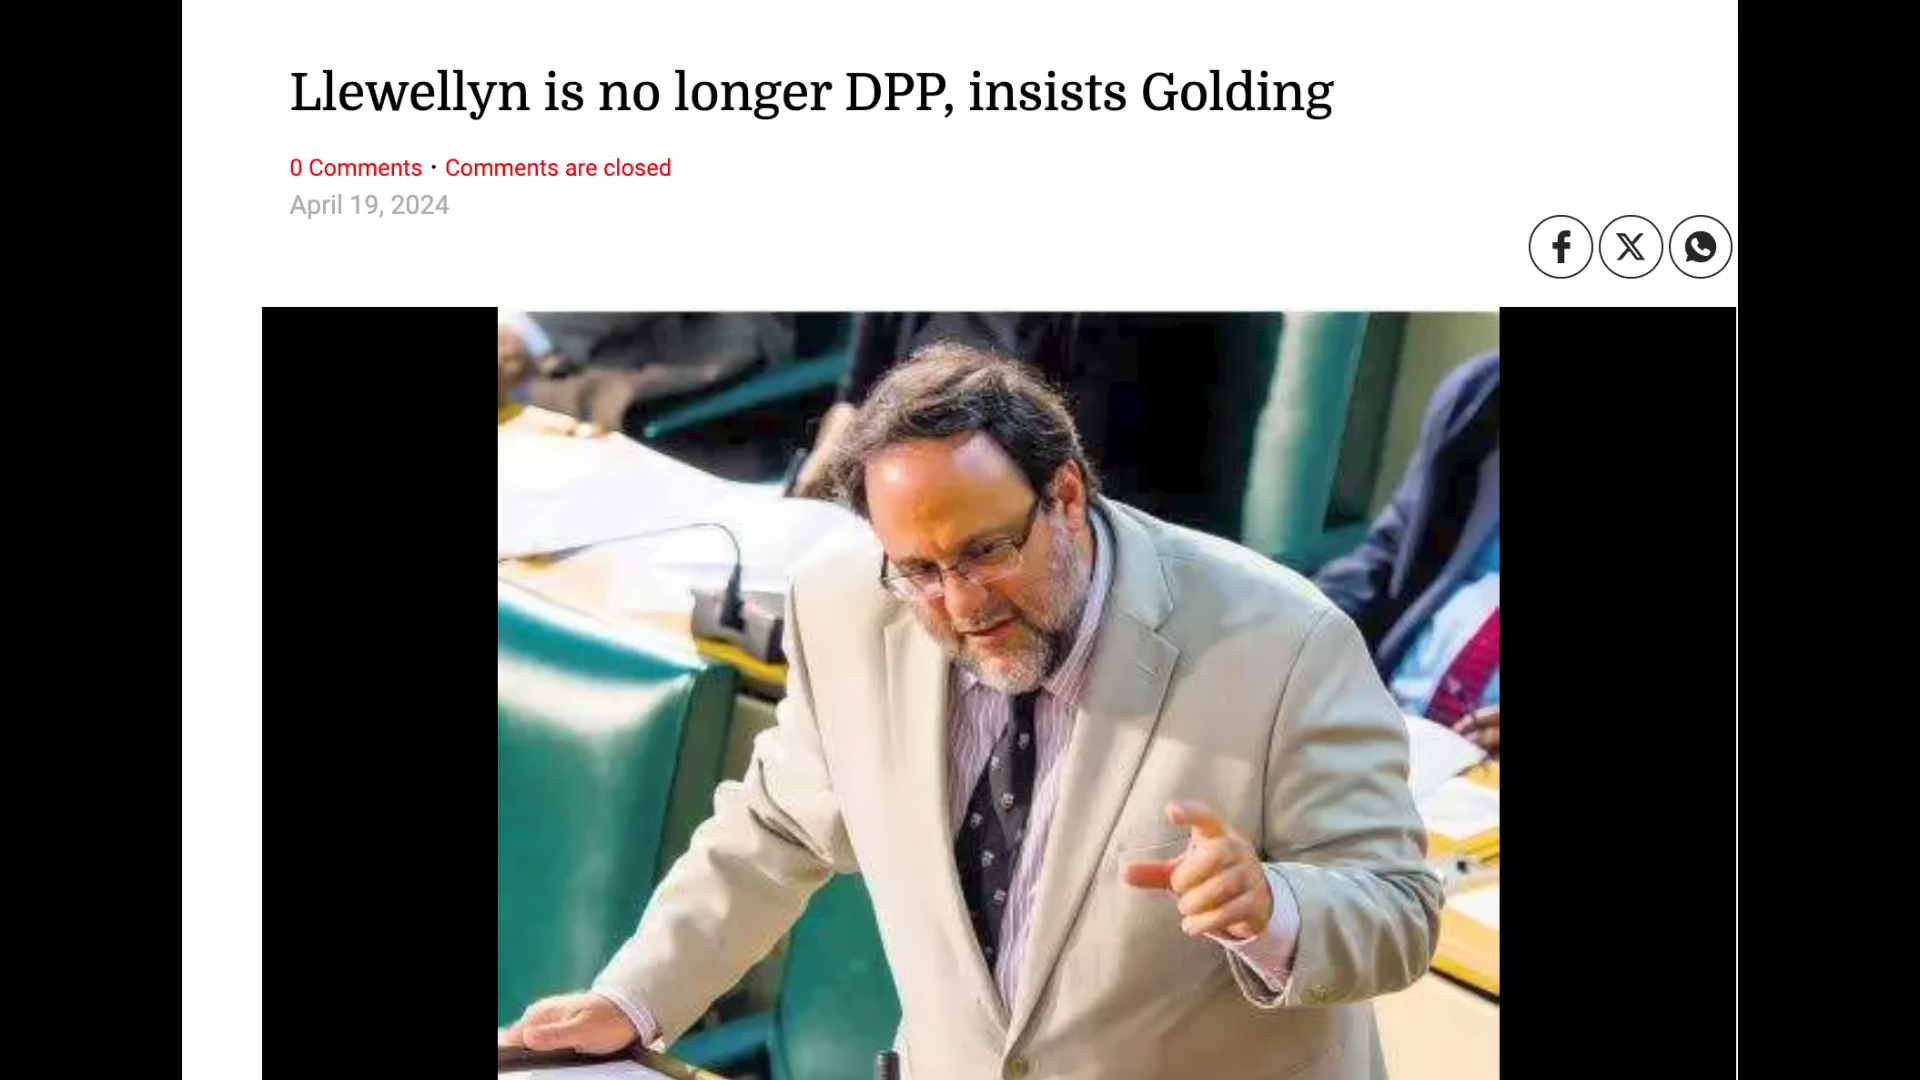 Llewellyn is no longer DPP, insists Golding
0 Comments · Comments are closed
April 19, 2024